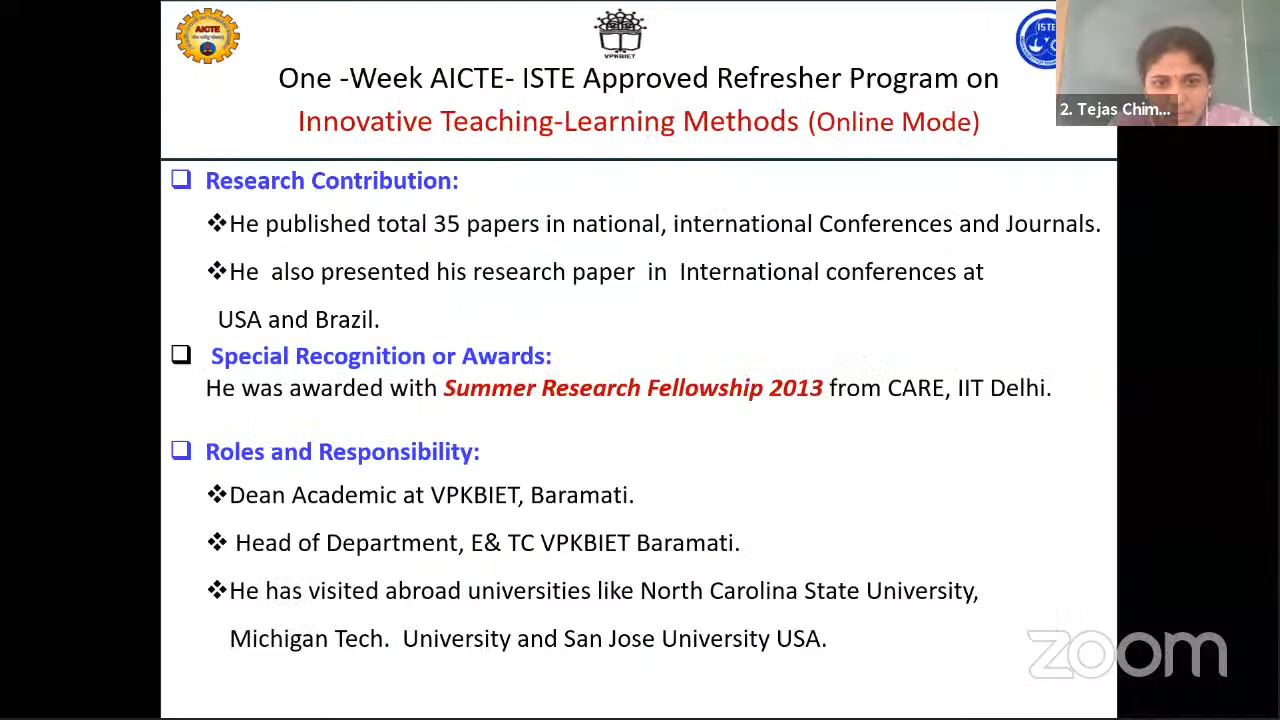 AICTE
VPKBIET
ISTE
One -Week AICTE- ISTE Approved Refresher Program on
Innovative Teaching-Learning Methods (Online Mode)
2. Tejas Chim...
Research Contribution:
He published total 35 papers in national, international Conferences and Journals.
He also presented his research paper in International conferences at
USA and Brazil.
Special Recognition or Awards:
He was awarded with Summer Research Fellowship 2013 from CARE, IIT Delhi.
Roles and Responsibility:
Dean Academic at VPKBIET, Baramati.
Head of Department, E& TC VPKBIET Baramati.
He has visited abroad universities like North Carolina State University,
Michigan Tech. University and San Jose University USA.
zoom